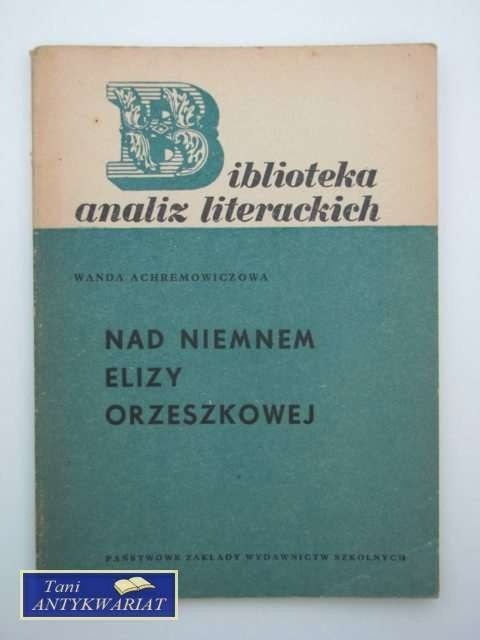 Biblioteka
analiz literackich
WANDA ACHREMOWICZOWA
NAD NIEMNEM
ELIZY
ORZESZKOWEJ
PAŃSTWOWE ZAKŁADY WYDAWNICTW SZKOLNYCH
Tani
ANTYKWARIAT